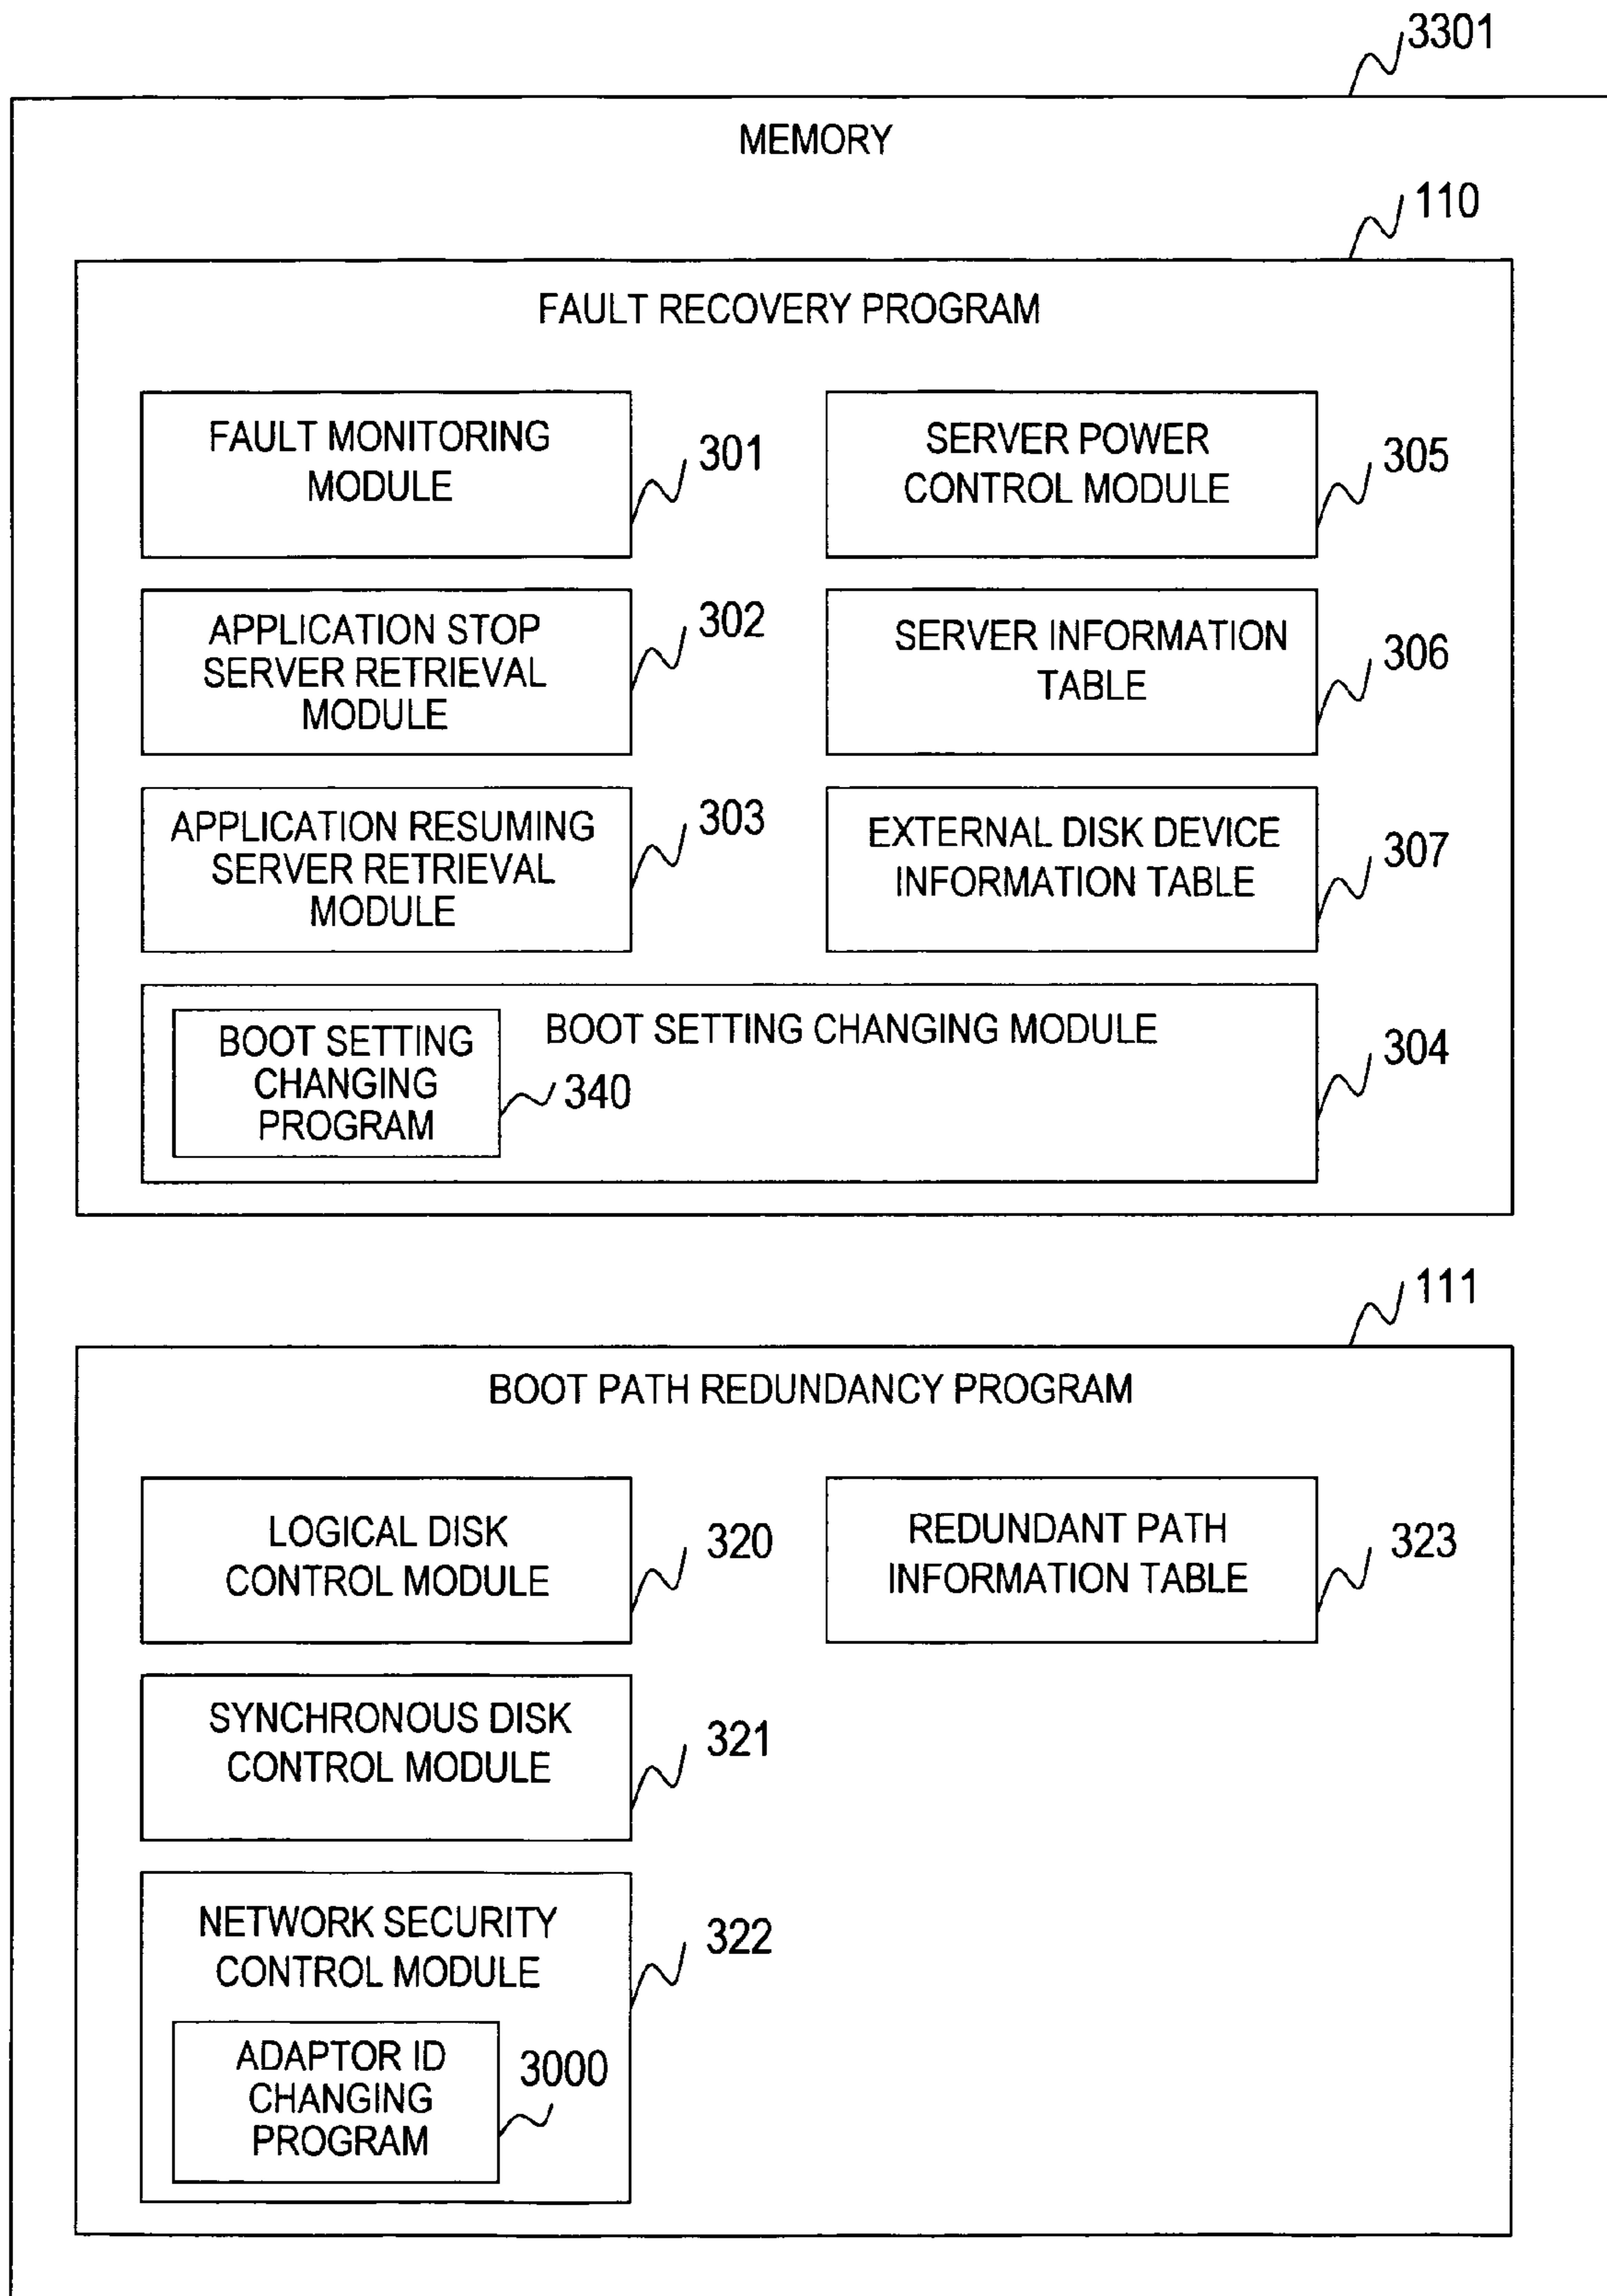 3301
MEMORY
110
FAULT RECOVERY PROGRAM
FAULT MONITORING
MODULE
301
SERVER POWER
CONTROL MODULE
305
APPLICATION STOP
SERVER RETRIEVAL
MODULE
302
SERVER INFORMATION
TABLE
306
APPLICATION RESUMING
SERVER RETRIEVAL
MODULE
303
EXTERNAL DISK DEVICE
INFORMATION TABLE
307
BOOT SETTING
CHANGING
PROGRAM
340
BOOT SETTING CHANGING MODULE
304
111
BOOT PATH REDUNDANCY PROGRAM
LOGICAL DISK
CONTROL MODULE
320
REDUNDANT PATH
INFORMATION TABLE
323
SYNCHRONOUS DISK
CONTROL MODULE
321
NETWORK SECURITY
CONTROL MODULE
322
ADAPTOR ID
CHANGING
PROGRAM
3000